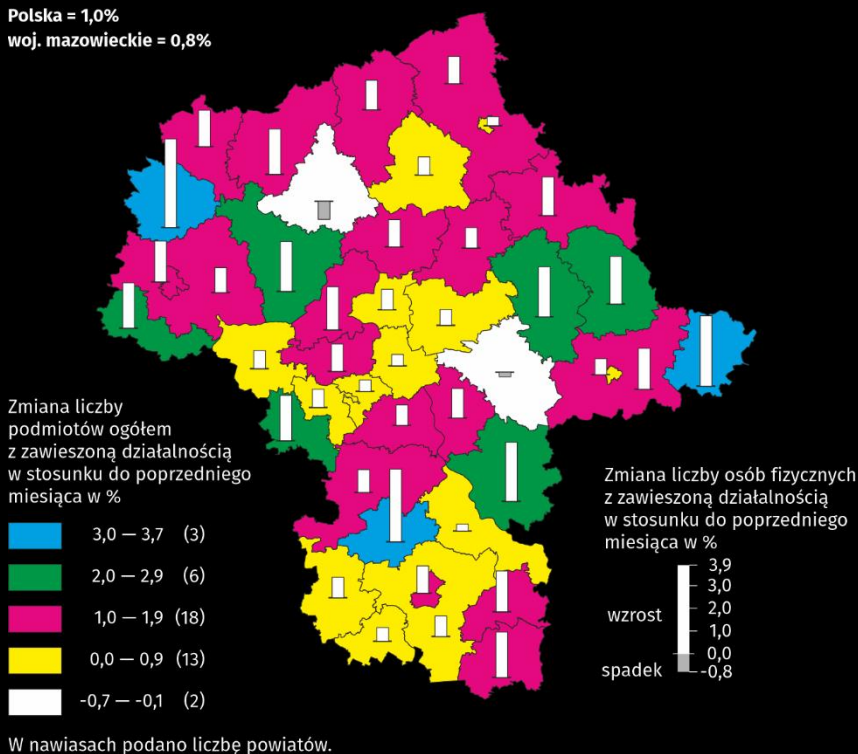 Polska = 1,0%
woj. mazowieckie = 0,8%
Zmiana liczby
podmiotów ogółem
z zawieszoną działalnością
w stosunku do poprzedniego
miesiąca w %
3,0 — 3,7 (3)
2,0 — 2,9 (6)
1,0 — 1,9 (18)
0,0 — 0,9 (13)
-0,7 — -0,1 (2)
W nawiasach podano liczbę powiatów.
Zmiana liczby osób fizycznych
z zawieszoną działalnością
w stosunku do poprzedniego
miesiąca w %
3,9
3,0
wzrost 2,0
1,0
0,0
spadek -0,8